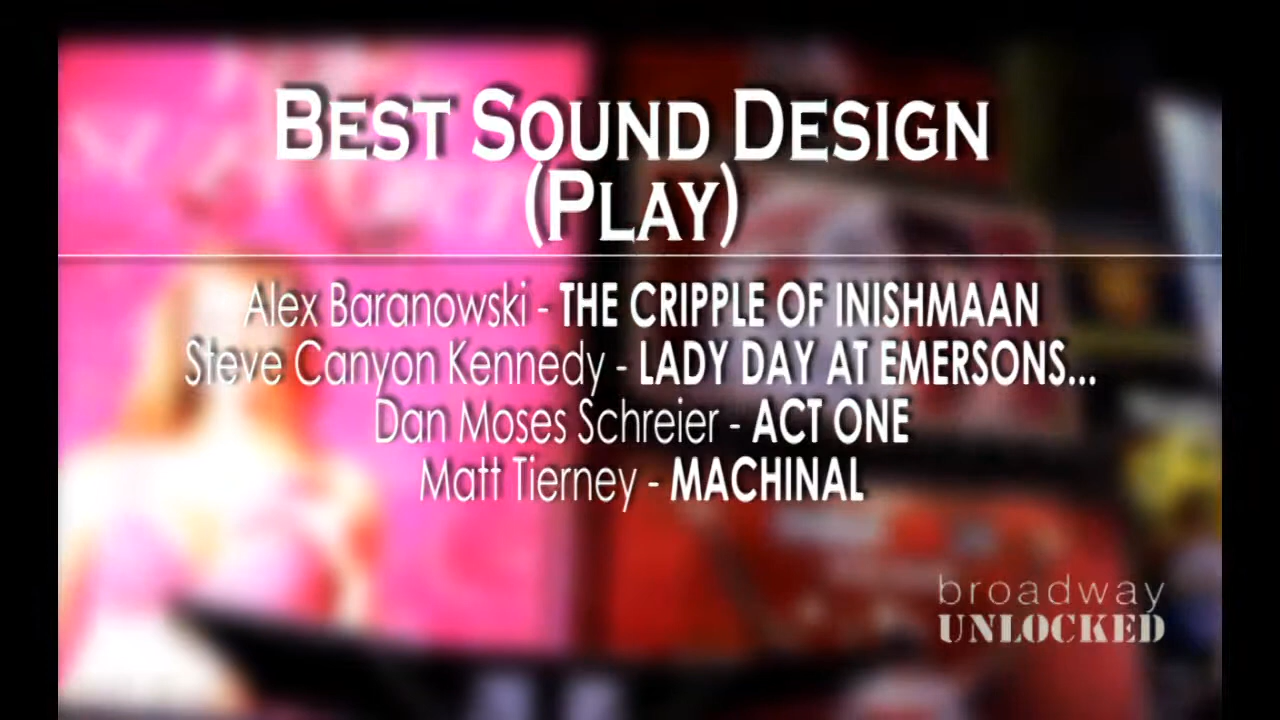 BEST SOUND DESIGN
(PLAY)
Alex Baranowski - THE CRIPPLE OF INISHMAAN
Steve Canyon Kennedy - LADY DAY AT EMERSONS...
Dan Moses Schreier - ACT ONE
Matt Tierney - MACHINAL
broadway
UNLOCKED